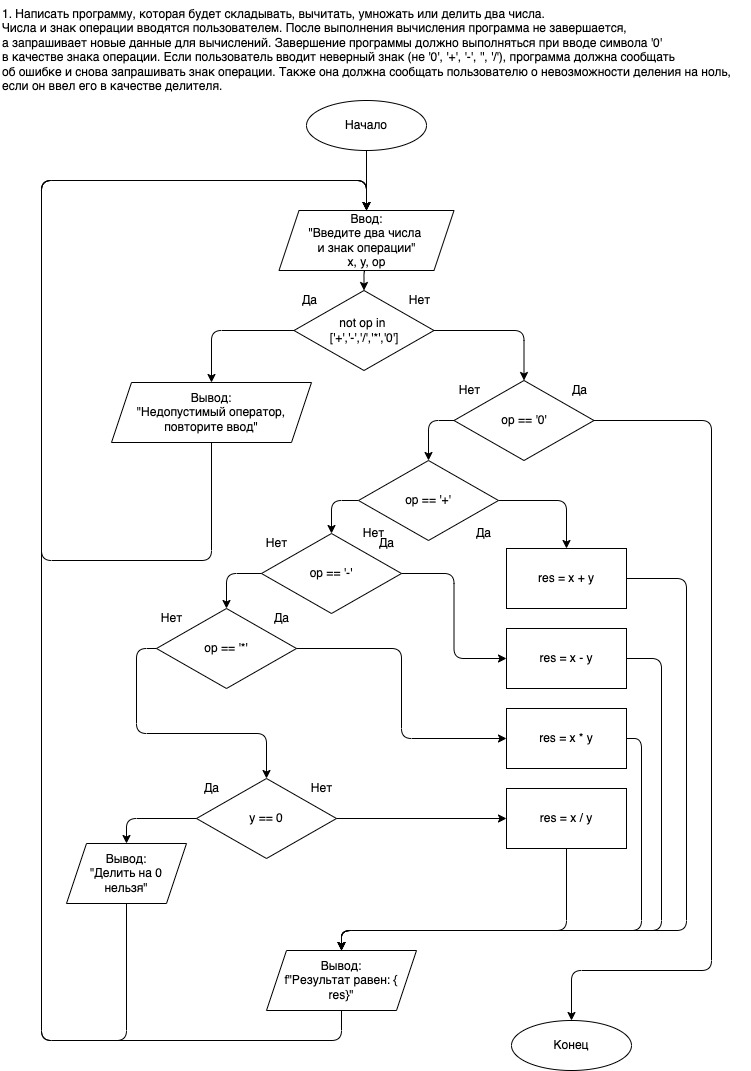 1. Написать программу, которая будет складывать, вычитать, умножать или делить два числа.
Числа и знак операции вводятся пользователем. После выполнения вычисления программа не завершается,
а запрашивает новые данные для вычислений. Завершение программы должно выполняться при вводе символа '0'
в качестве знака операции. Если пользователь вводит неверный знак (не '0', '+', '-', '', '/'), программа должна сообщать
об ошибке и снова запрашивать знак операции. Также она должна сообщать пользователю о невозможности деления на ноль,
если он ввел его в качестве делителя.
Начало
Ввод:
"Введите два числа
и знак операции"
x, y, op
Да
Нет
not op in
['+','-','/','*','0']
Вывод:
"Недопустимый оператор,
повторите ввод"
Нет
Да
op == '0'
op == '+'
Нет
Да
Нет
Да
op == '-'
res = x + y
Нет
Да
op == '*'
res = x - y
res = x * y
Да
Нет
y == 0
res = x / y
Вывод:
"Делить на 0
нельзя"
Вывод:
f"Результат равен: {
res}"
Конец